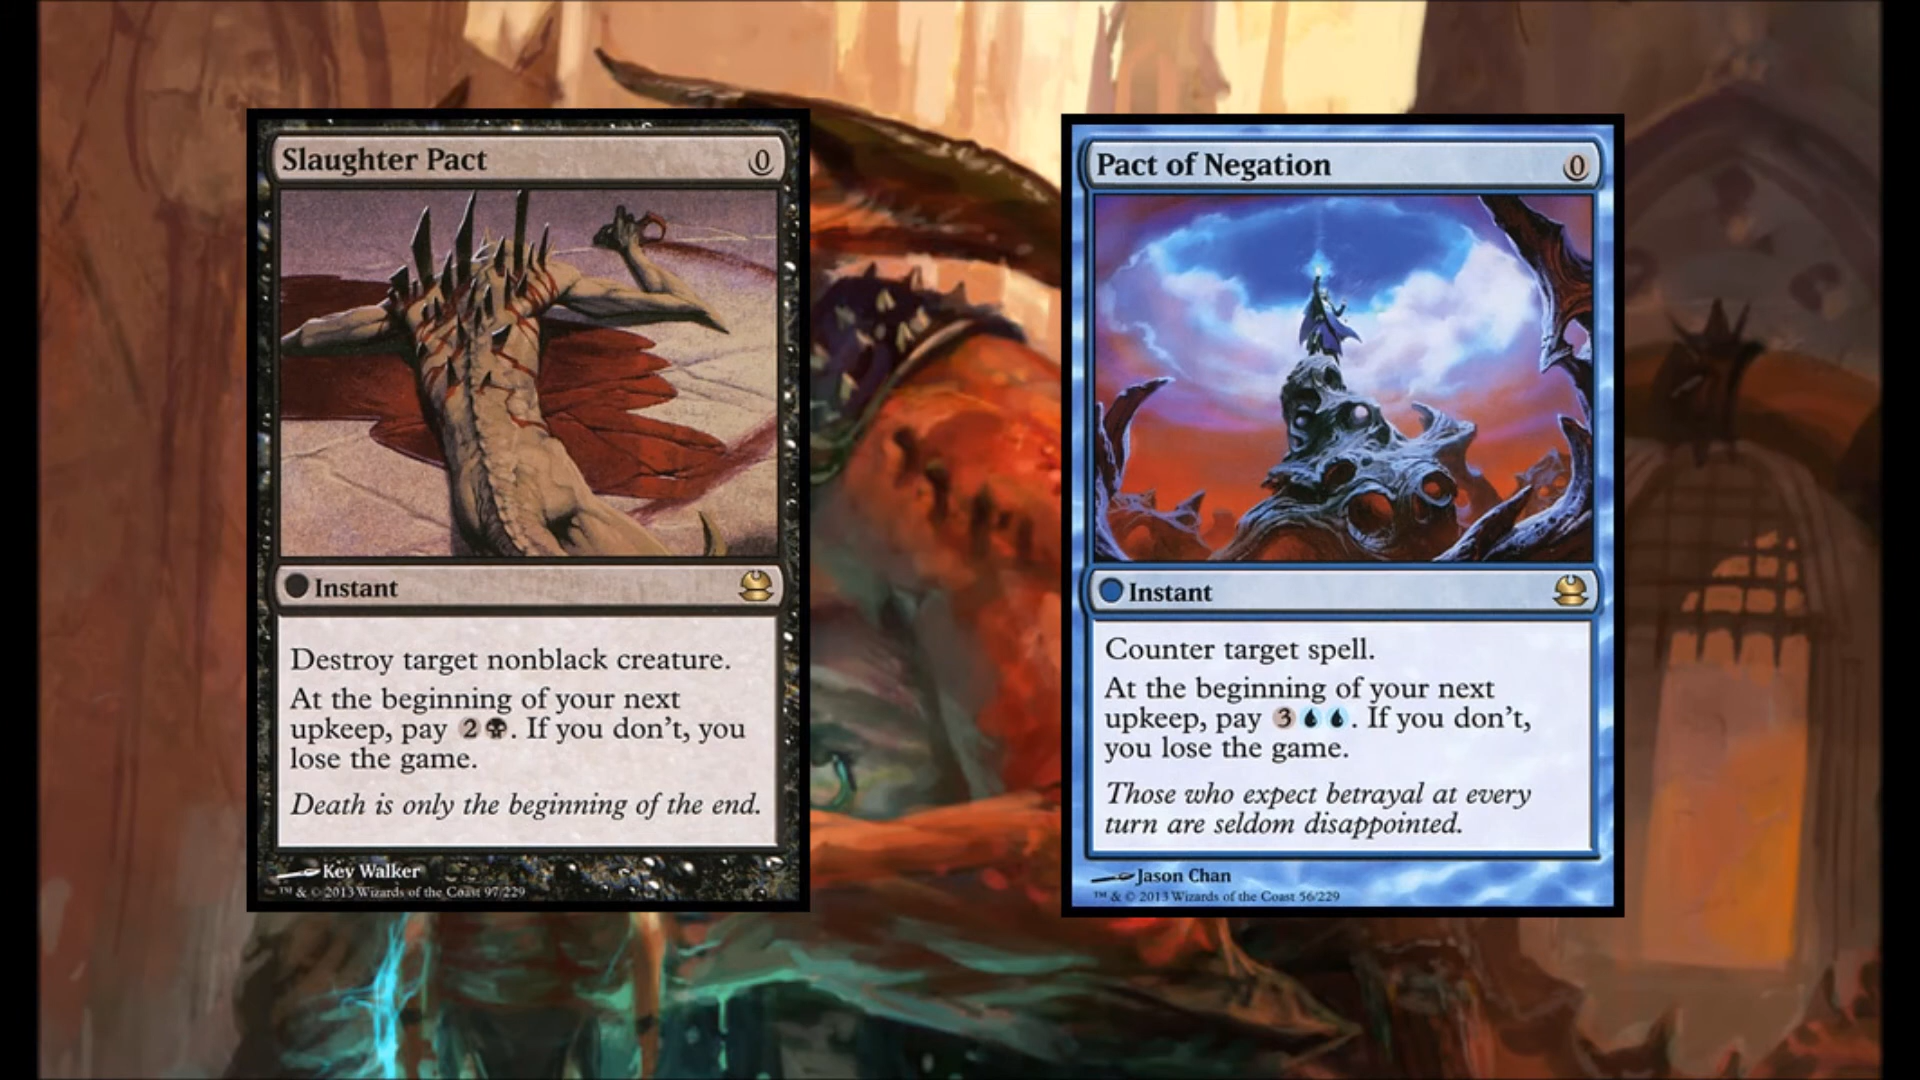 Slaughter Pact 0
Instant
Destroy target nonblack creature.
At the beginning of your next
upkeep, pay 2. If you don't, you
lose the game.
Death is only the beginning of the end.
Kev Walker
™ & © 2013 Wizards of the Coast 97/229
Pact of Negation 0
Instant
Counter target spell.
At the beginning of your next
upkeep, pay 3. If you don't,
you lose the game.
Those who expect betrayal at every
turn are seldom disappointed.
Jason Chan
™ & © 2013 Wizards of the Coast 56/229